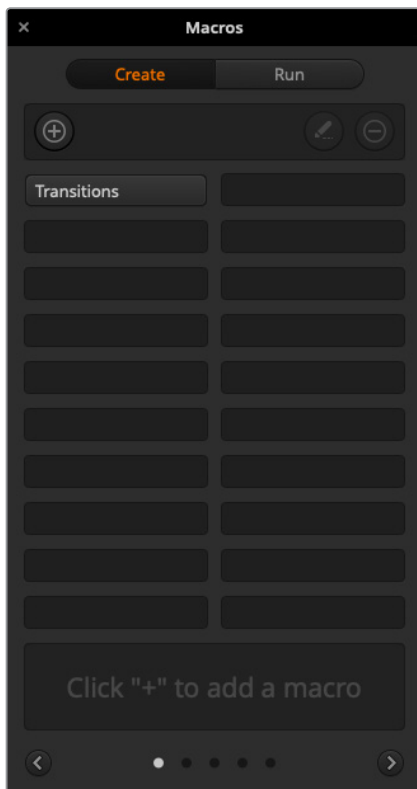 Macros
Create
Run
Transitions
Click "+" to add a macro